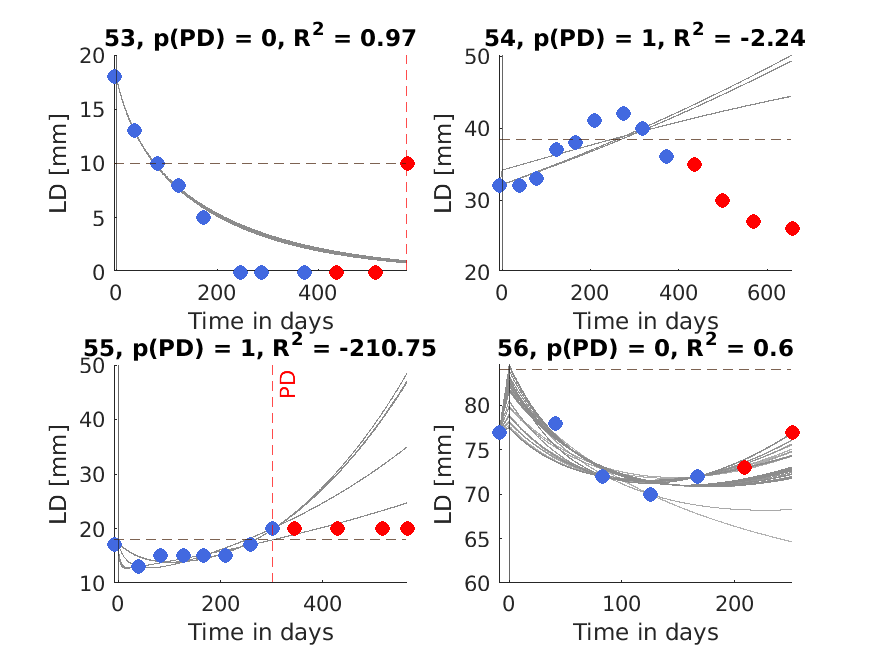 53, p(PD) = 0, R² = 0.97
20
15
10
5
0
LD [mm]
0 200 400
Time in days
54, p(PD) = 1, R² = -2.24
50
40
30
20
LD [mm]
0 200 400 600
Time in days
55, p(PD) = 1, R² = -210.75
50
40
30
20
10
LD [mm]
PD
0 200 400
Time in days
56, p(PD) = 0, R² = 0.6
80
75
70
65
60
LD [mm]
0 100 200
Time in days